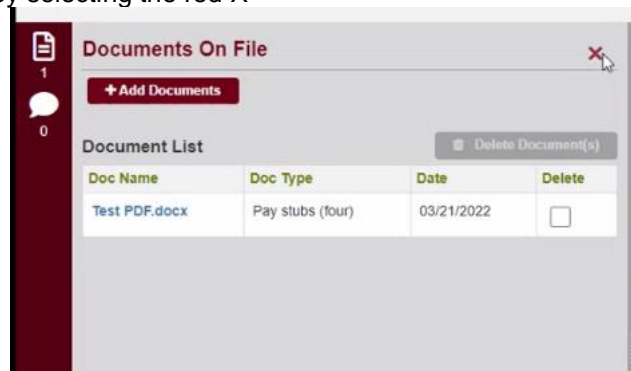 by selecting the red X
Documents On File
1
+ Add Documents
0
Document List
Delete Document(s)
Doc Name Doc Type Date Delete
Test PDF.docx Pay stubs (four) 03/21/2022